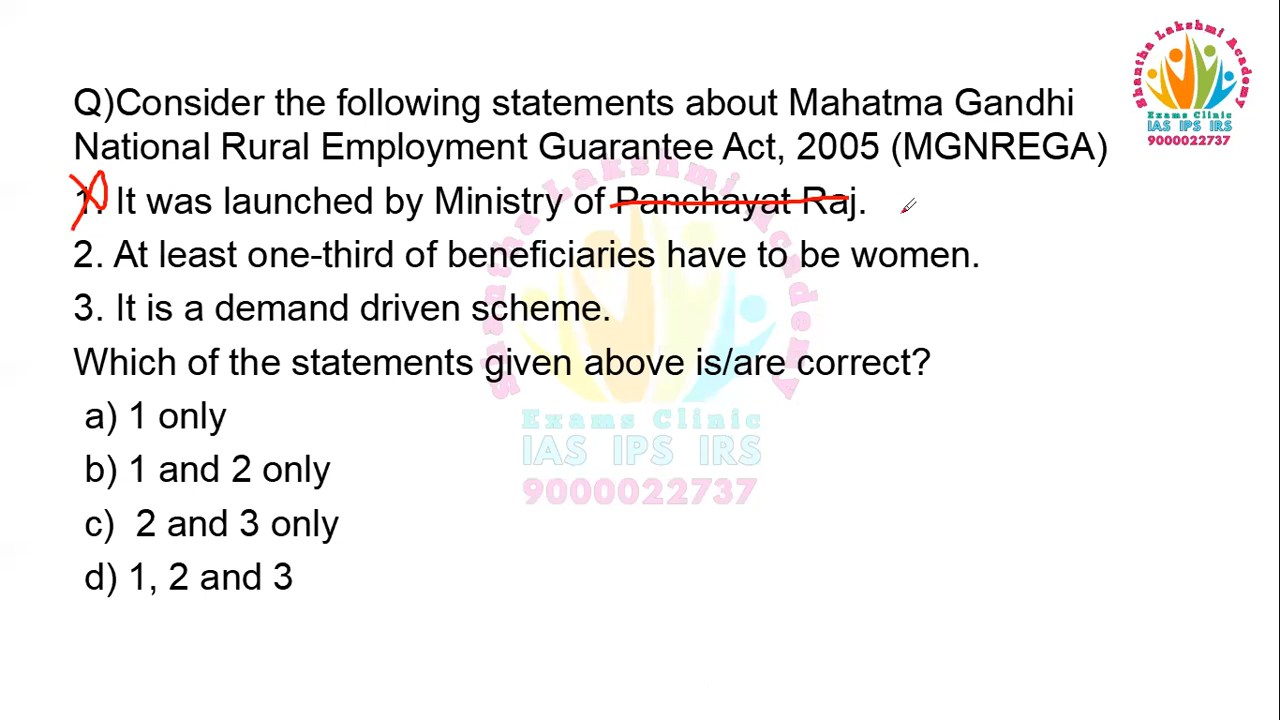 Q)Consider the following statements about Mahatma Gandhi
National Rural Employment Guarantee Act, 2005 (MGNREGA)
1. It was launched by Ministry of Panchayat Raj.
2. At least one-third of beneficiaries have to be women.
3. It is a demand driven scheme.
Which of the statements given above is/are correct?
a) 1 only
b) 1 and 2 only
c) 2 and 3 only
d) 1, 2 and 3
Shantha Lakshmi Academy
Exams Clinic
IAS IPS IRS
9000022737
Shantha Lakshmi Academy
Exams Clinic
IAS IPS IRS
9000022737